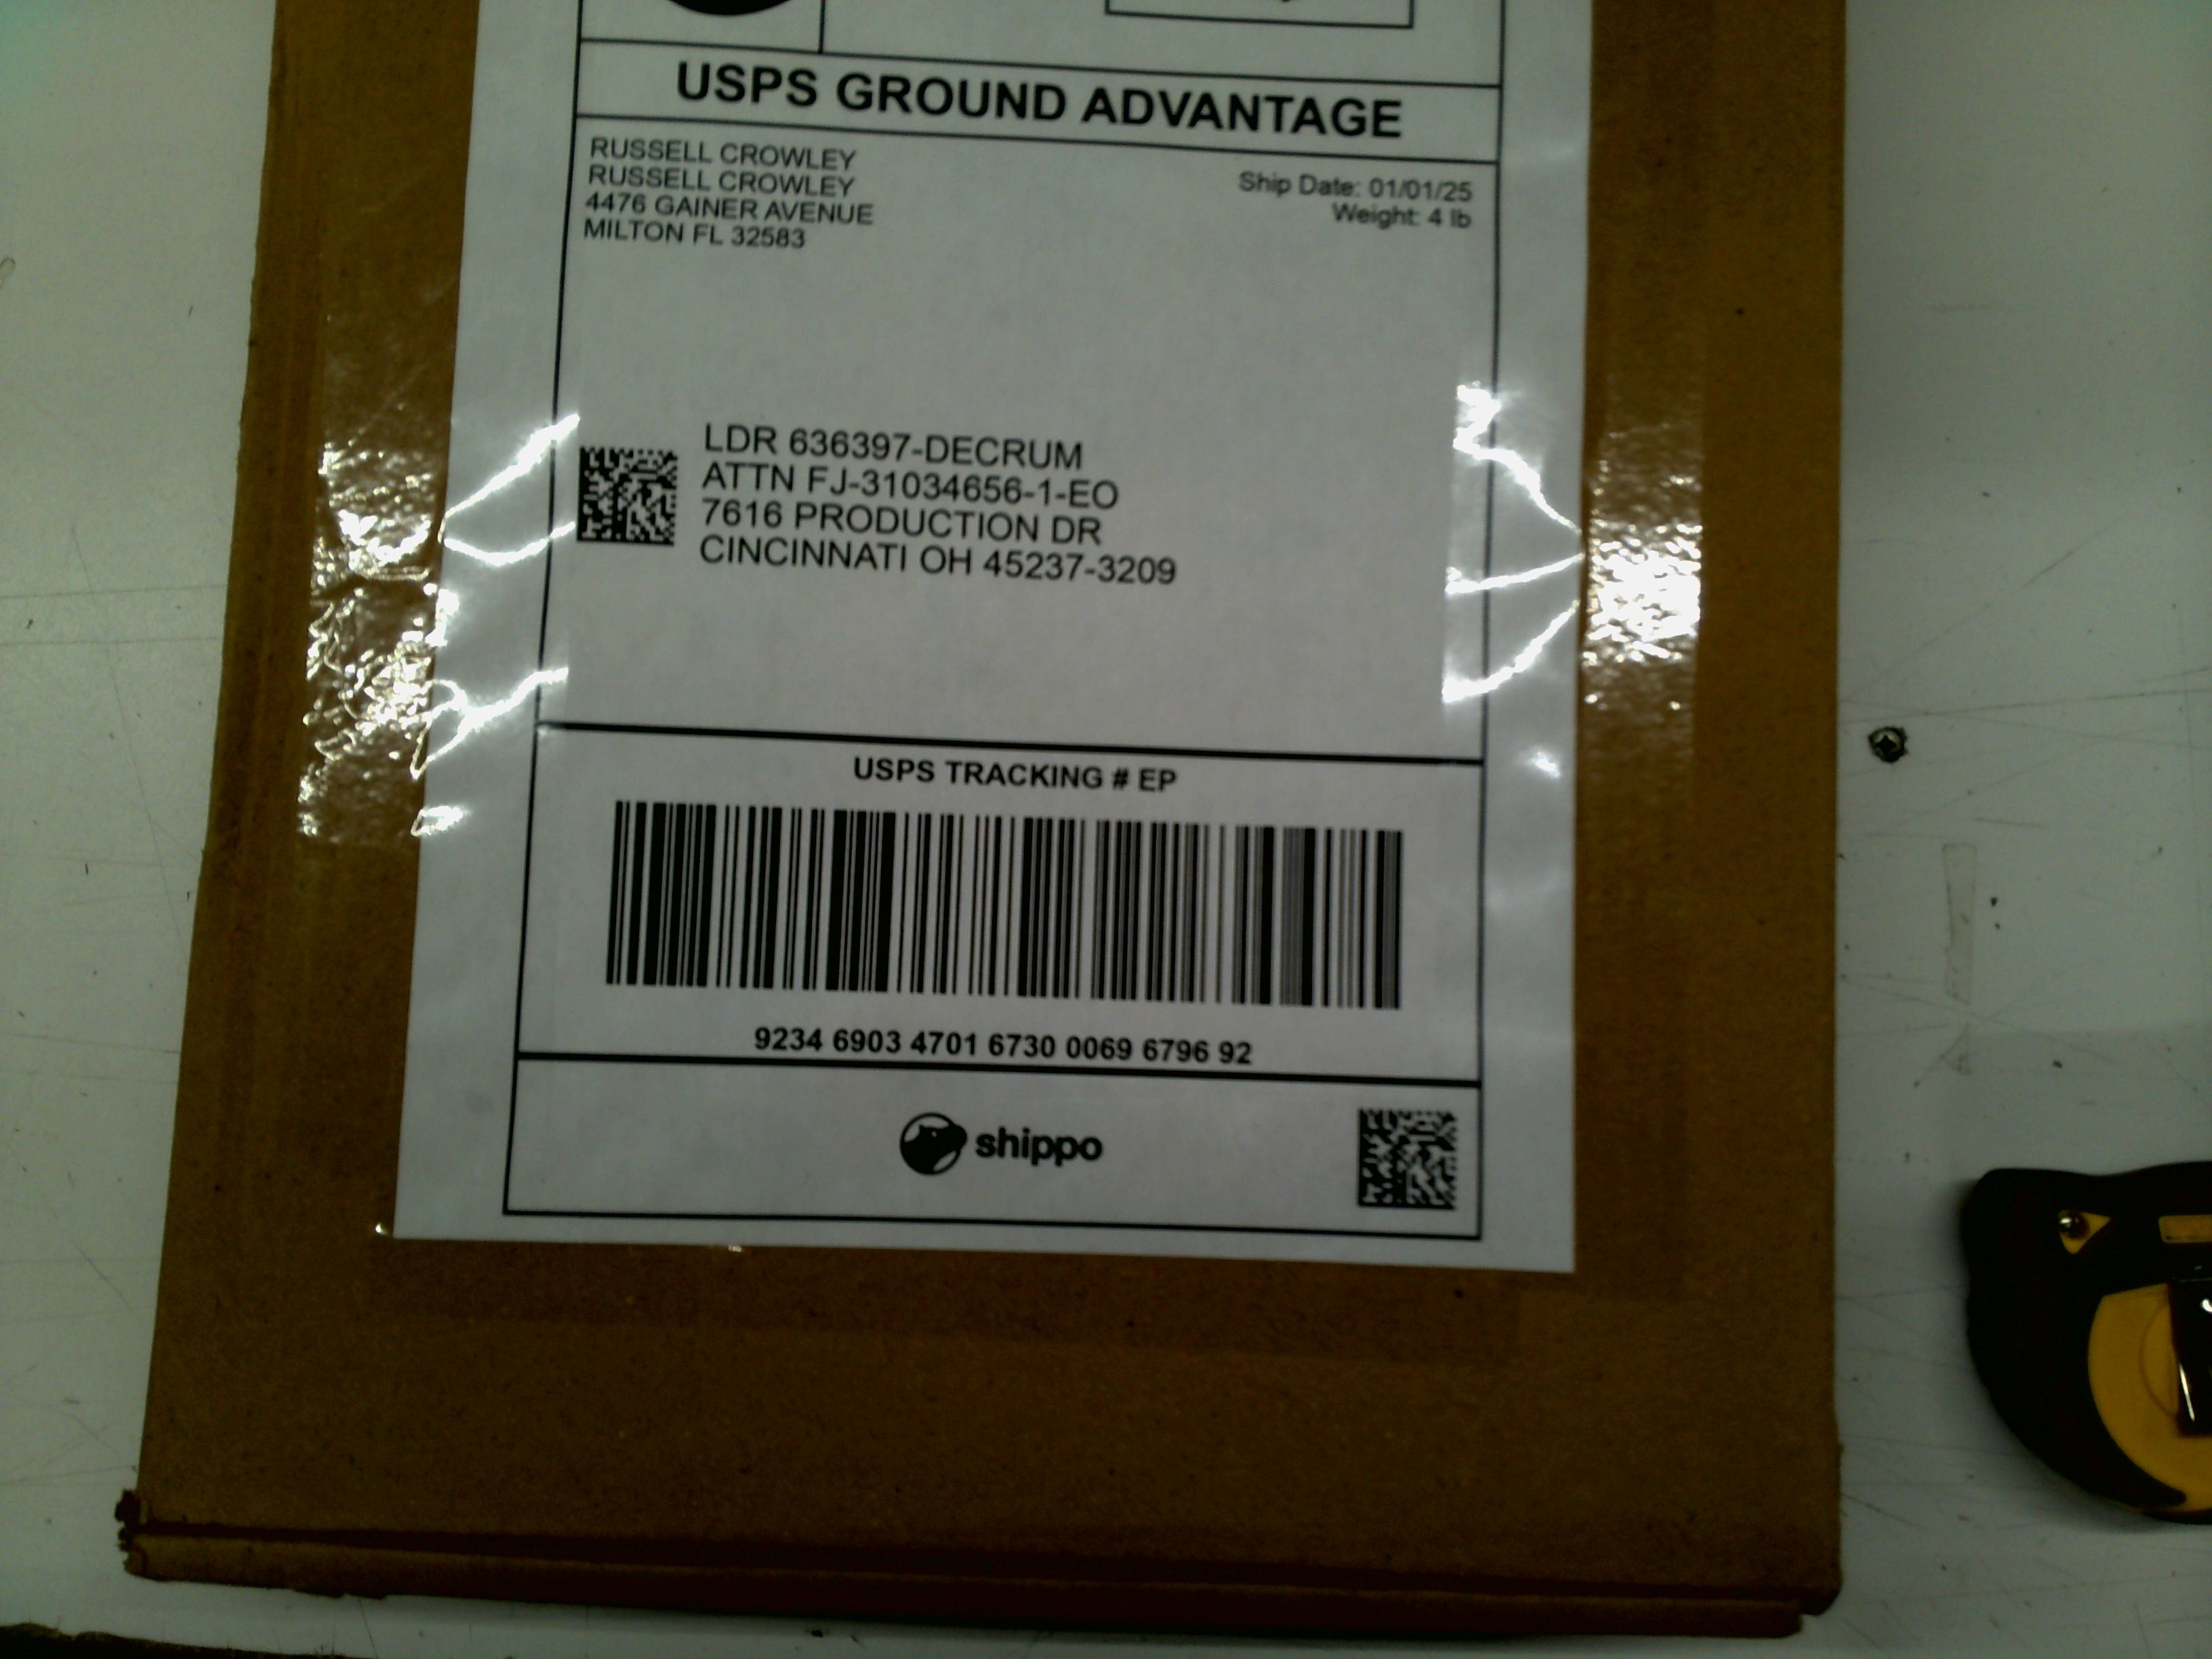 USPS GROUND ADVANTAGE
RUSSELL CROWLEY
RUSSELL CROWLEY
4476 GAINER AVENUE
MILTON FL 32583
Ship Date: 01/01/25
Weight: 4 lb
LDR 636397-DECRUM
ATTN FJ-31034656-1-EO
7616 PRODUCTION DR
CINCINNATI OH 45237-3209
USPS TRACKING # EP
9234 6903 4701 6730 0069 6796 92
shippo